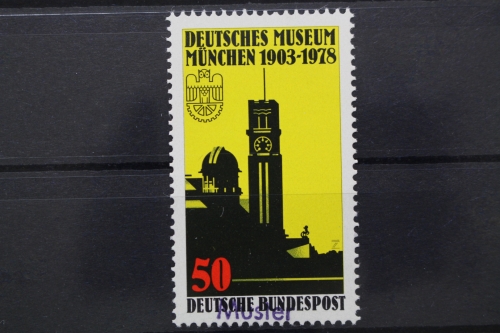 DEUTSCHES MUSEUM
MÜNCHEN 1903-1978
50
DEUTSCHE BUNDESPOST
Muster